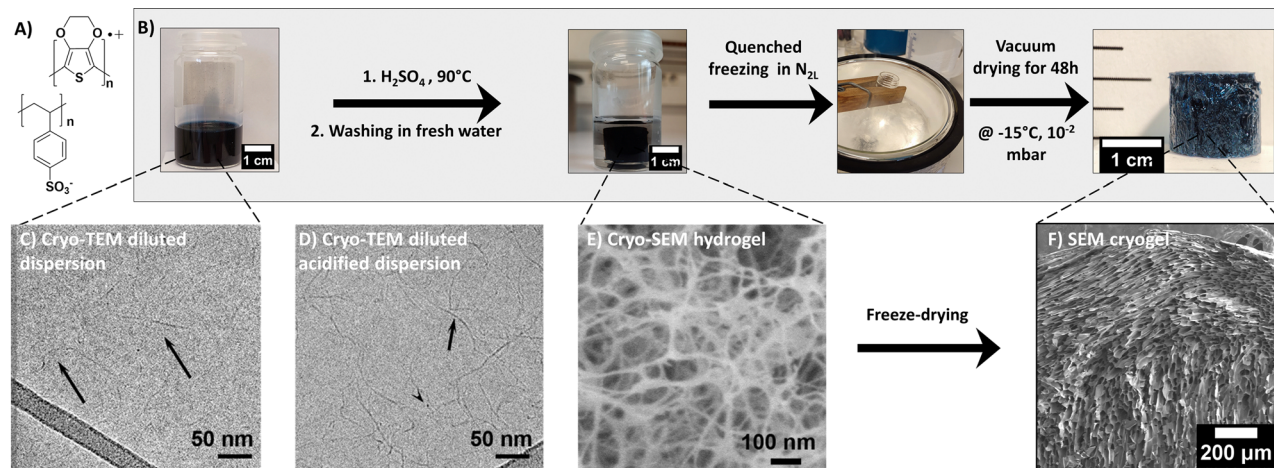 A)
O O •+
S n
n
SO₃⁻
B)
1 cm
1. H₂SO₄ , 90°C
2. Washing in fresh water
1 cm
Quenched
freezing in N₂L
Vacuum
drying for 48h
@ -15°C, 10⁻²
mbar
1 cm
C) Cryo-TEM diluted
dispersion
50 nm
D) Cryo-TEM diluted
acidified dispersion
50 nm
E) Cryo-SEM hydrogel
100 nm
Freeze-drying
F) SEM cryogel
200 µm